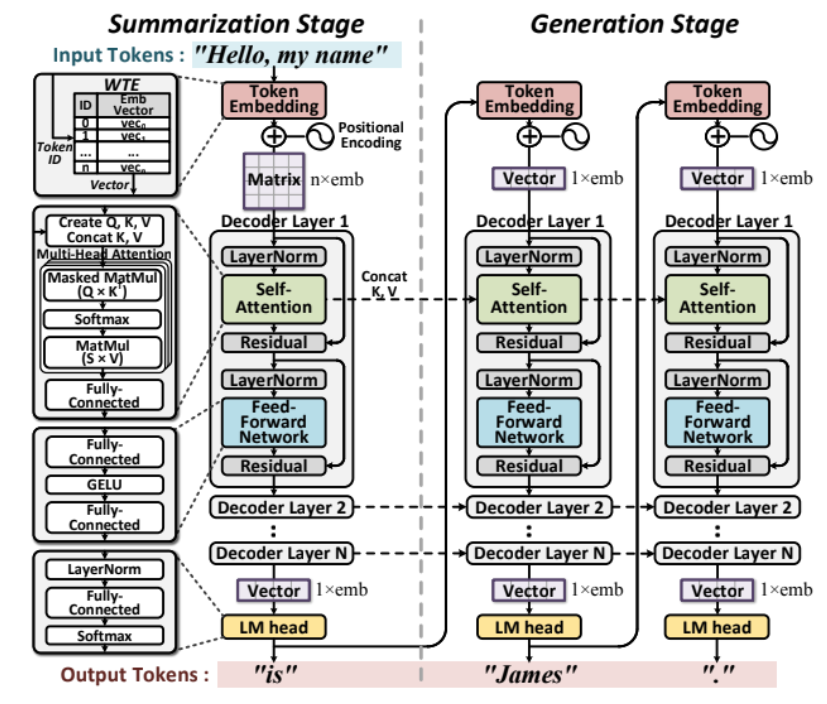 Summarization Stage
Generation Stage
Input Tokens : "Hello, my name"
WTE
ID
Emb Vector
0
vec₀
1
vec₁
...
...
n
vecₙ
Token ID
Vector
Create Q, K, V
Concat K, V
Multi-Head Attention
Masked MatMul
(Q × Kᵀ)
Softmax
MatMul
(S × V)
Fully-
Connected
Fully-
Connected
GELU
Fully-
Connected
LayerNorm
Fully-
Connected
Softmax
Token
Embedding
Positional
Encoding
Matrix
n×emb
Decoder Layer 1
LayerNorm
Self-
Attention
Residual
LayerNorm
Feed-
Forward
Network
Residual
Decoder Layer 2
:
Decoder Layer N
Vector
1×emb
LM head
Concat
K, V
Token
Embedding
Vector
1×emb
Decoder Layer 1
LayerNorm
Self-
Attention
Residual
LayerNorm
Feed-
Forward
Network
Residual
Decoder Layer 2
:
Decoder Layer N
Vector
1×emb
LM head
Token
Embedding
Vector
1×emb
Decoder Layer 1
LayerNorm
Self-
Attention
Residual
LayerNorm
Feed-
Forward
Network
Residual
Decoder Layer 2
:
Decoder Layer N
Vector
1×emb
LM head
Output Tokens : "is" "James" "."